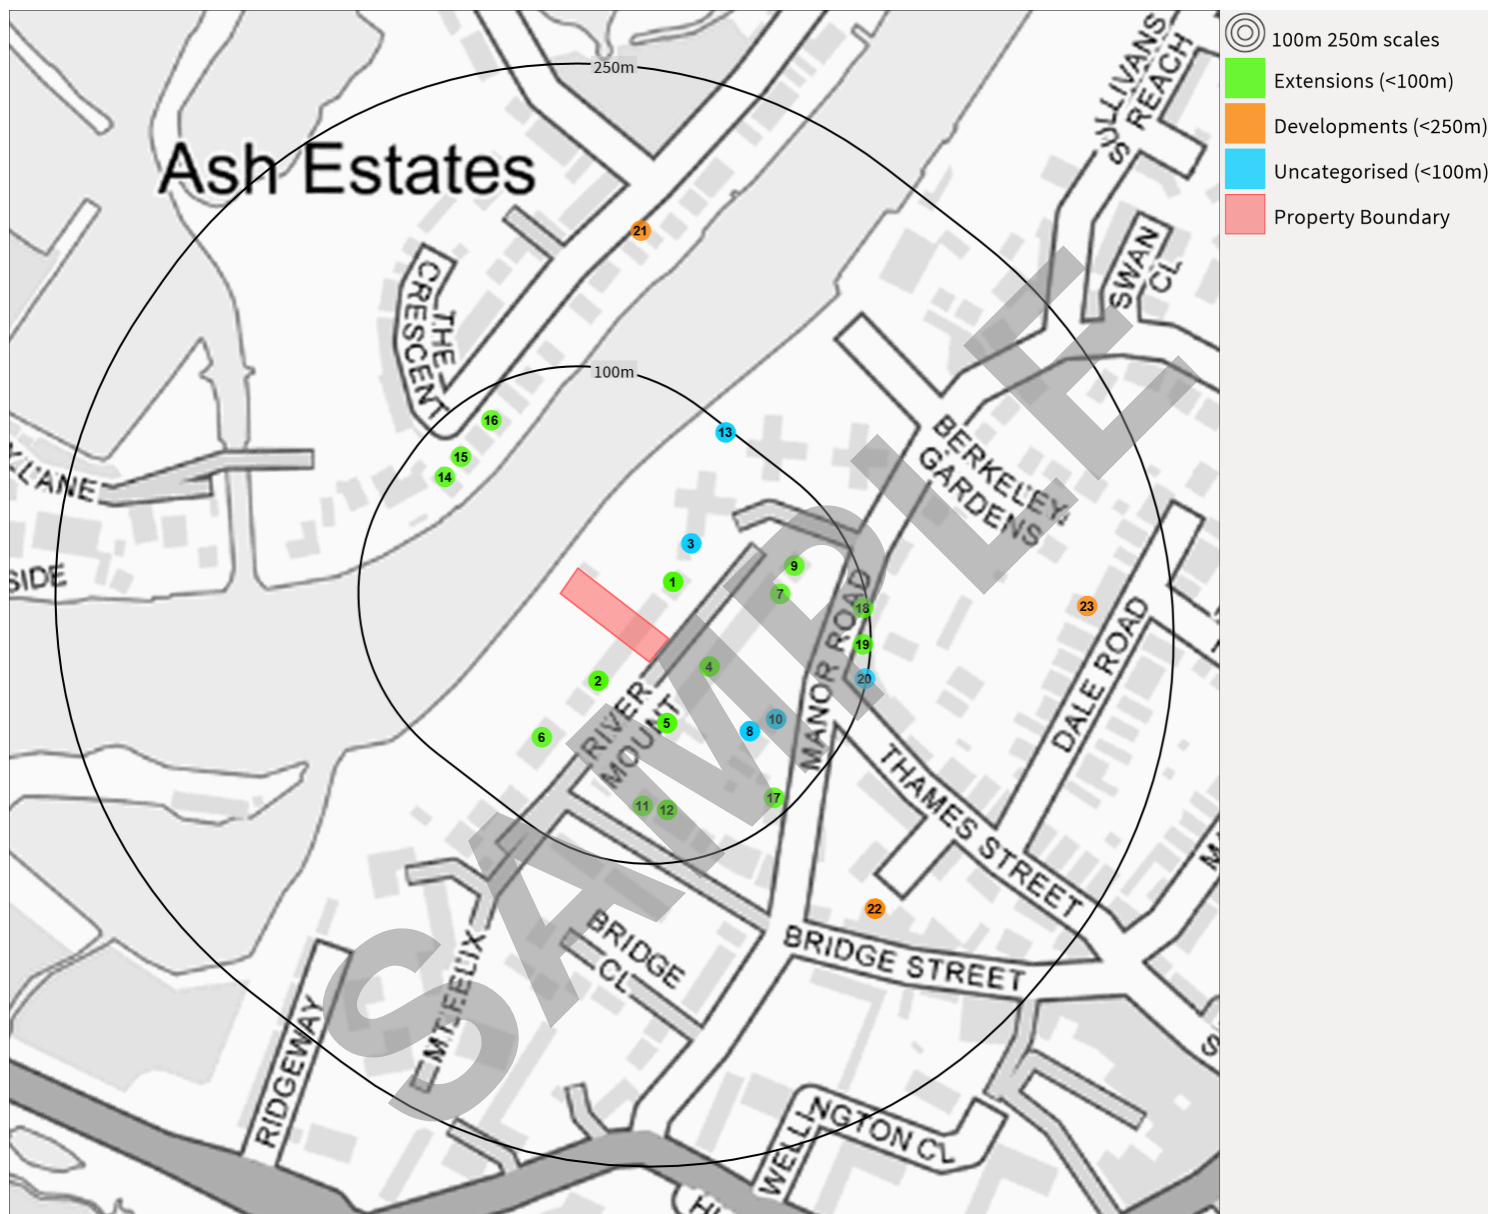 250m
Ash Estates
21
THE
CRESCENT
100m
16
15
14
13
LANE
SIDE
SULLIVANS
REACH
SWAN
CL
BERKELEY
GARDENS
3
1
9
7
18
19
20
23
MANOR ROAD
DALE ROAD
2
4
5
6
8
10
RIVER
MOUNT
11
12
17
THAMES STREET
22
BRIDGE STREET
BRIDGE
CL
MT.FELIX
RIDGEWAY
WELLINGTON CL
SAMPLE
100m 250m scales
Extensions (<100m)
Developments (<250m)
Uncategorised (<100m)
Property Boundary